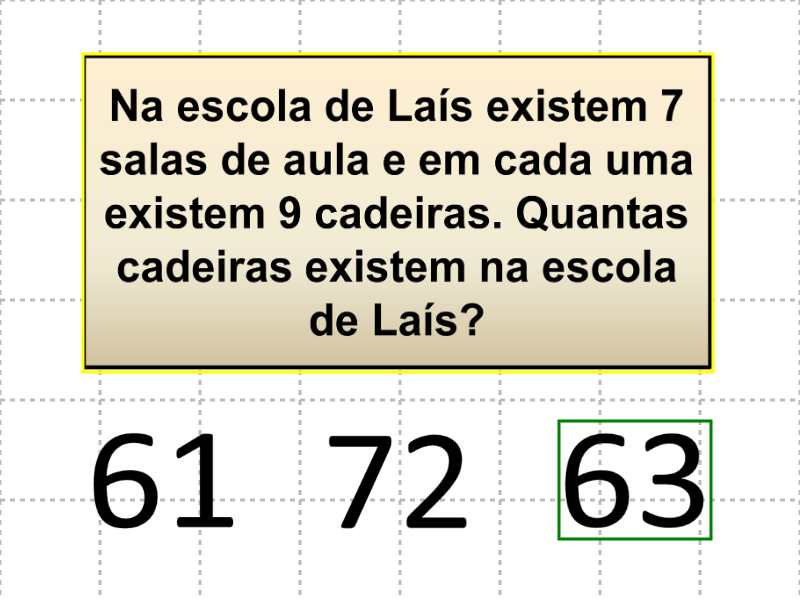 Na escola de Laís existem 7
salas de aula e em cada uma
existem 9 cadeiras. Quantas
cadeiras existem na escola
de Laís?
61 72 63